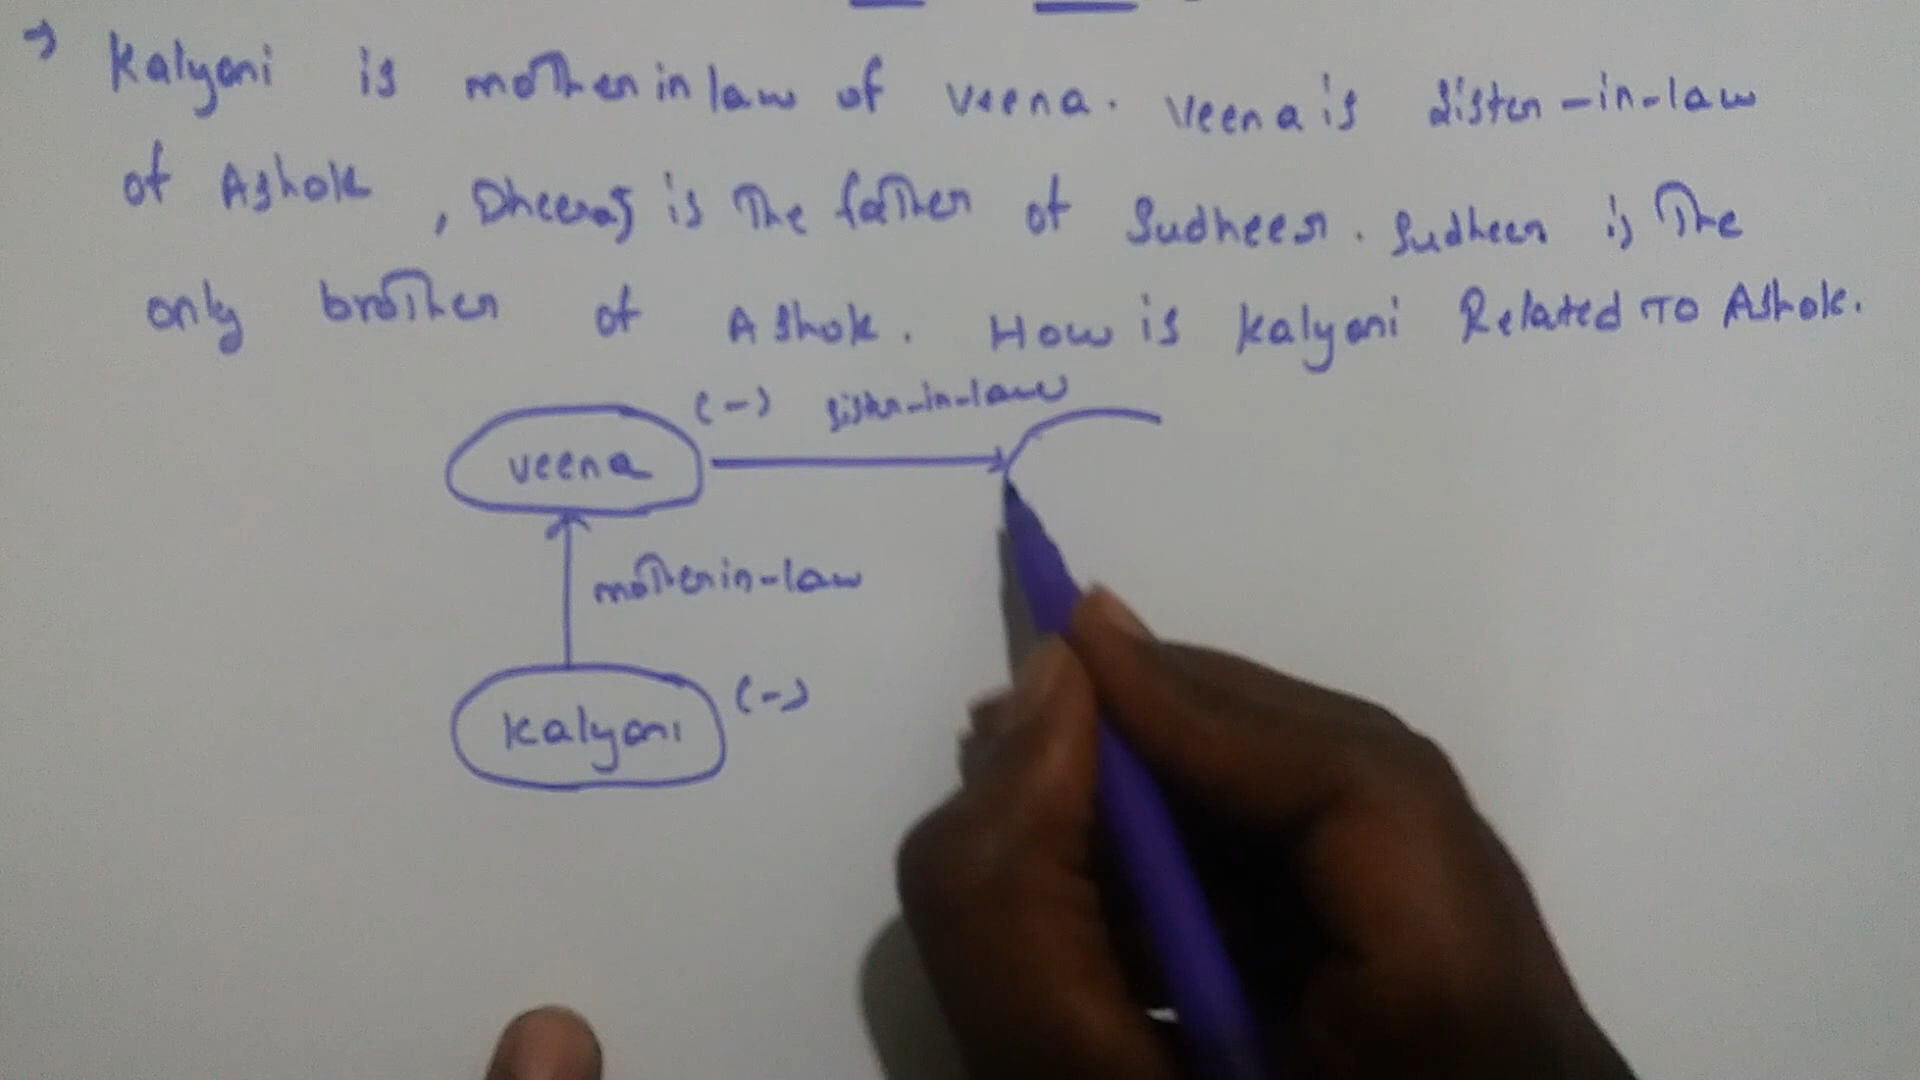 → Kalyani is mother in law of Veena. Veena is Sister-in-law
of Ashok, Dheeraj is the father of Sudheer. Sudheer is the
only brother of Ashok. How is Kalyani Related To Ashok.
(-) sister-in-law
veena
mother in-law
(-)
Kalyani